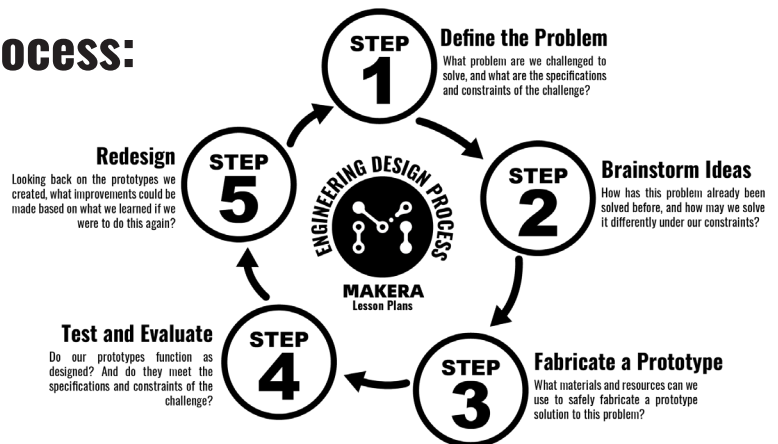 ocess:
STEP
1
Define the Problem
What problem are we challenged to
solve, and what are the specifications
and constraints of the challenge?
STEP
2
Brainstorm Ideas
How has this problem already been
solved before, and how may we solve
it differently under our constraints?
STEP
3
Fabricate a Prototype
What materials and resources can we
use to safely fabricate a prototype
solution to this problem?
STEP
4
Test and Evaluate
Do our prototypes function as
designed? And do they meet the
specifications and constraints of the
challenge?
STEP
5
Redesign
Looking back on the prototypes we
created, what improvements could be
made based on what we learned if we
were to do this again?
ENGINEERING DESIGN PROCESS
MAKERA
Lesson Plans